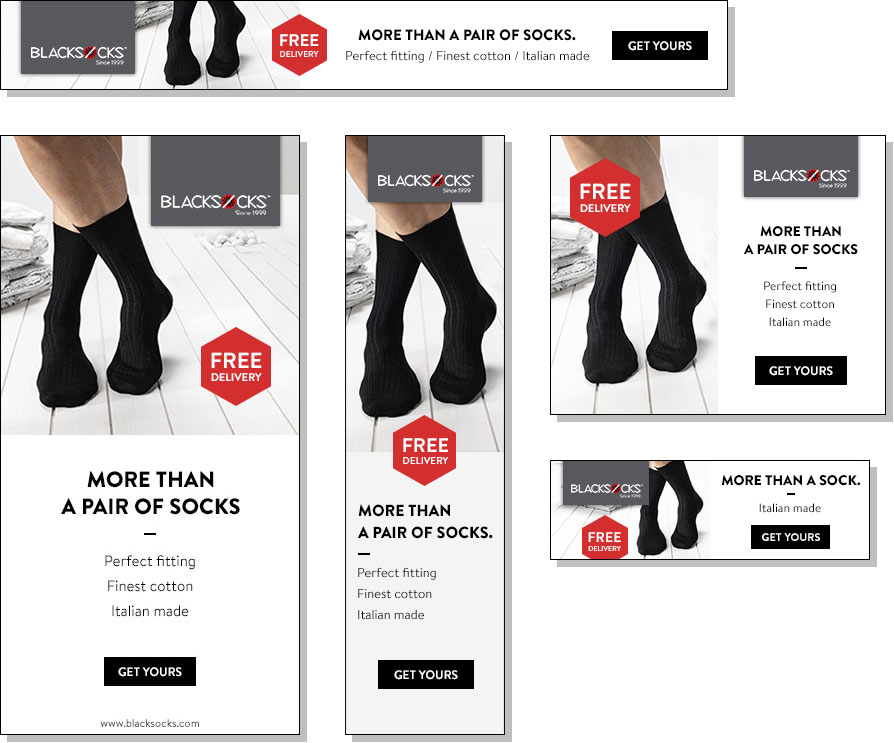 BLACKSOCKS™
Since 1999
FREE
DELIVERY
MORE THAN A PAIR OF SOCKS.
Perfect fitting / Finest cotton / Italian made
GET YOURS
BLACKSOCKS™
Since 1999
FREE
DELIVERY
MORE THAN
A PAIR OF SOCKS
Perfect fitting
Finest cotton
Italian made
GET YOURS
www.blacksocks.com
BLACKSOCKS™
Since 1999
FREE
DELIVERY
MORE THAN
A PAIR OF SOCKS.
Perfect fitting
Finest cotton
Italian made
GET YOURS
FREE
DELIVERY
BLACKSOCKS™
Since 1999
MORE THAN
A PAIR OF SOCKS
Perfect fitting
Finest cotton
Italian made
GET YOURS
BLACKSOCKS™
Since 1999
FREE
DELIVERY
MORE THAN A SOCK.
Italian made
GET YOURS